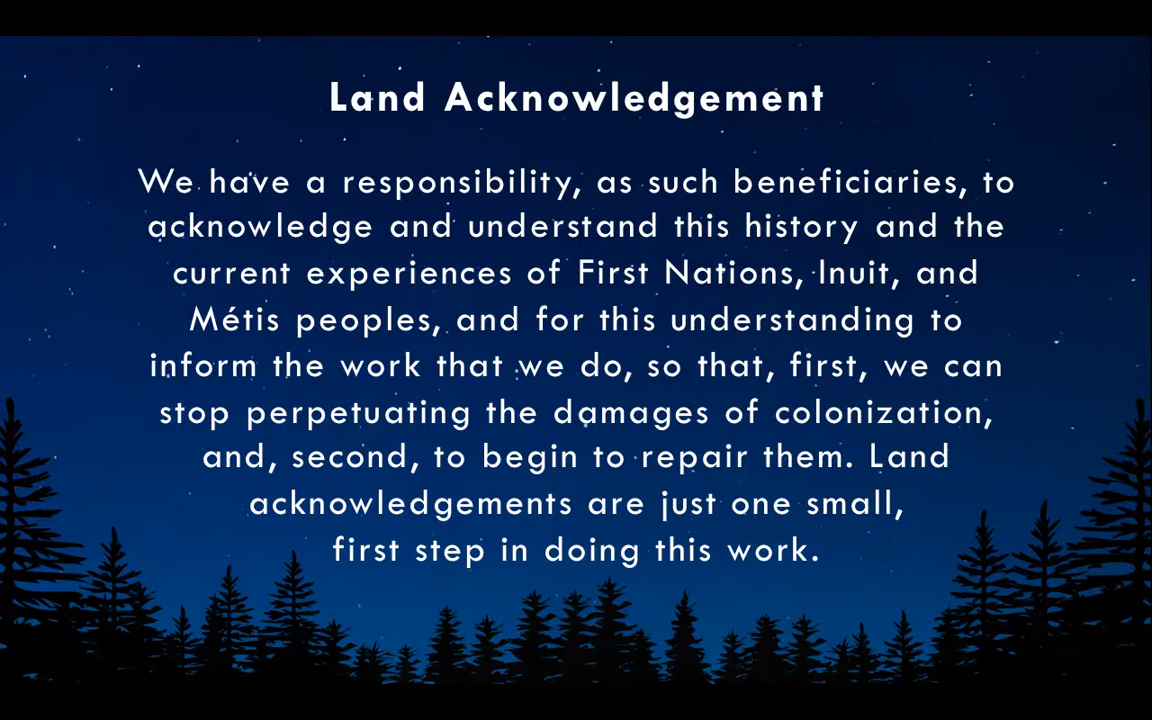 Land Acknowledgement
We have a responsibility, as such beneficiaries, to
acknowledge and understand this history and the
current experiences of First Nations, Inuit, and
Métis peoples, and for this understanding to
inform the work that we do, so that, first, we can
stop perpetuating the damages of colonization,
and, second, to begin to repair them. Land
acknowledgements are just one small,
first step in doing this work.